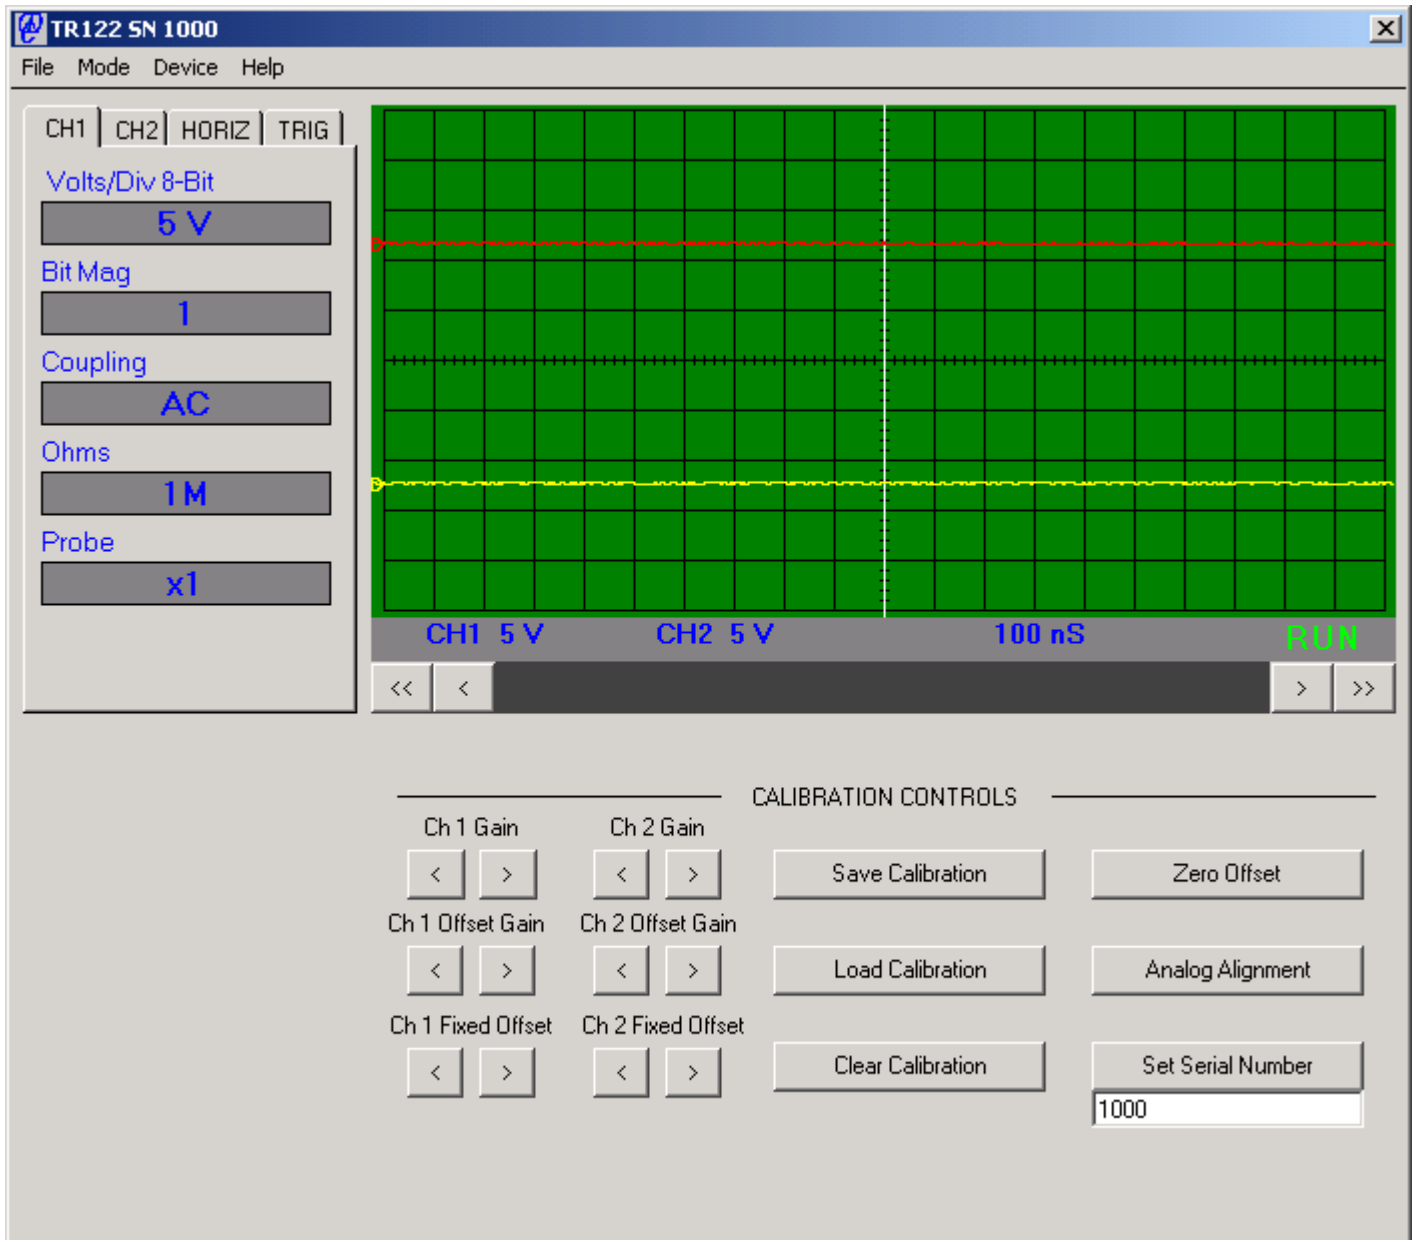 TR122 SN 1000
File Mode Device Help
CH1 CH2 HORIZ TRIG
Volts/Div 8-Bit
5 V
Bit Mag
1
Coupling
AC
Ohms
1 M
Probe
x1
CH1 5 V CH2 5 V 100 nS RUN
<< < > >>
CALIBRATION CONTROLS
Ch 1 Gain Ch 2 Gain
< > < > Save Calibration Zero Offset
Ch 1 Offset Gain Ch 2 Offset Gain
< > < > Load Calibration Analog Alignment
Ch 1 Fixed Offset Ch 2 Fixed Offset
< > < > Clear Calibration Set Serial Number
1000